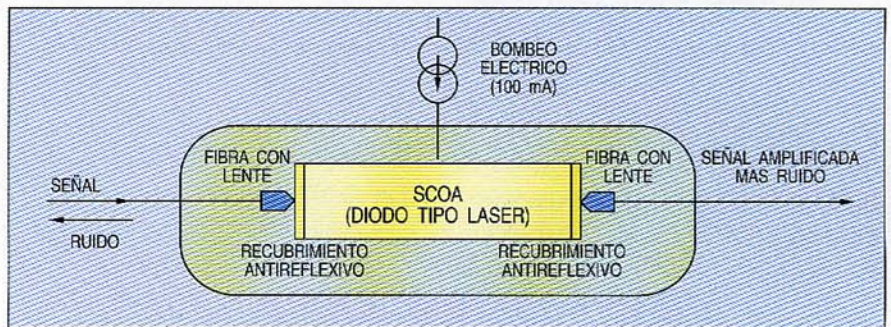 BOMBEO
ELECTRICO
(100 mA)
FIBRA CON
LENTE
FIBRA CON
LENTE
SEÑAL AMPLIFICADA
MAS RUIDO
SEÑAL
RUIDO
SCOA
(DIODO TIPO LASER)
RECUBRIMIENTO
ANTIREFLEXIVO
RECUBRIMIENTO
ANTIREFLEXIVO